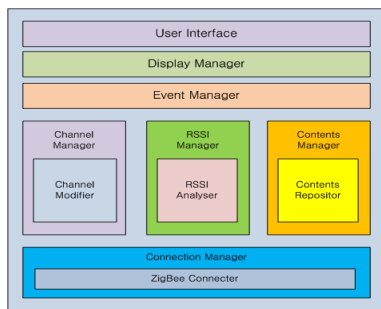 User Interface
Display Manager
Event Manager
Channel
Manager
Channel
Modifier
RSSI
Manager
RSSI
Analyser
Contents
Manager
Contents
Repositor
Connection Manager
ZigBee Connecter